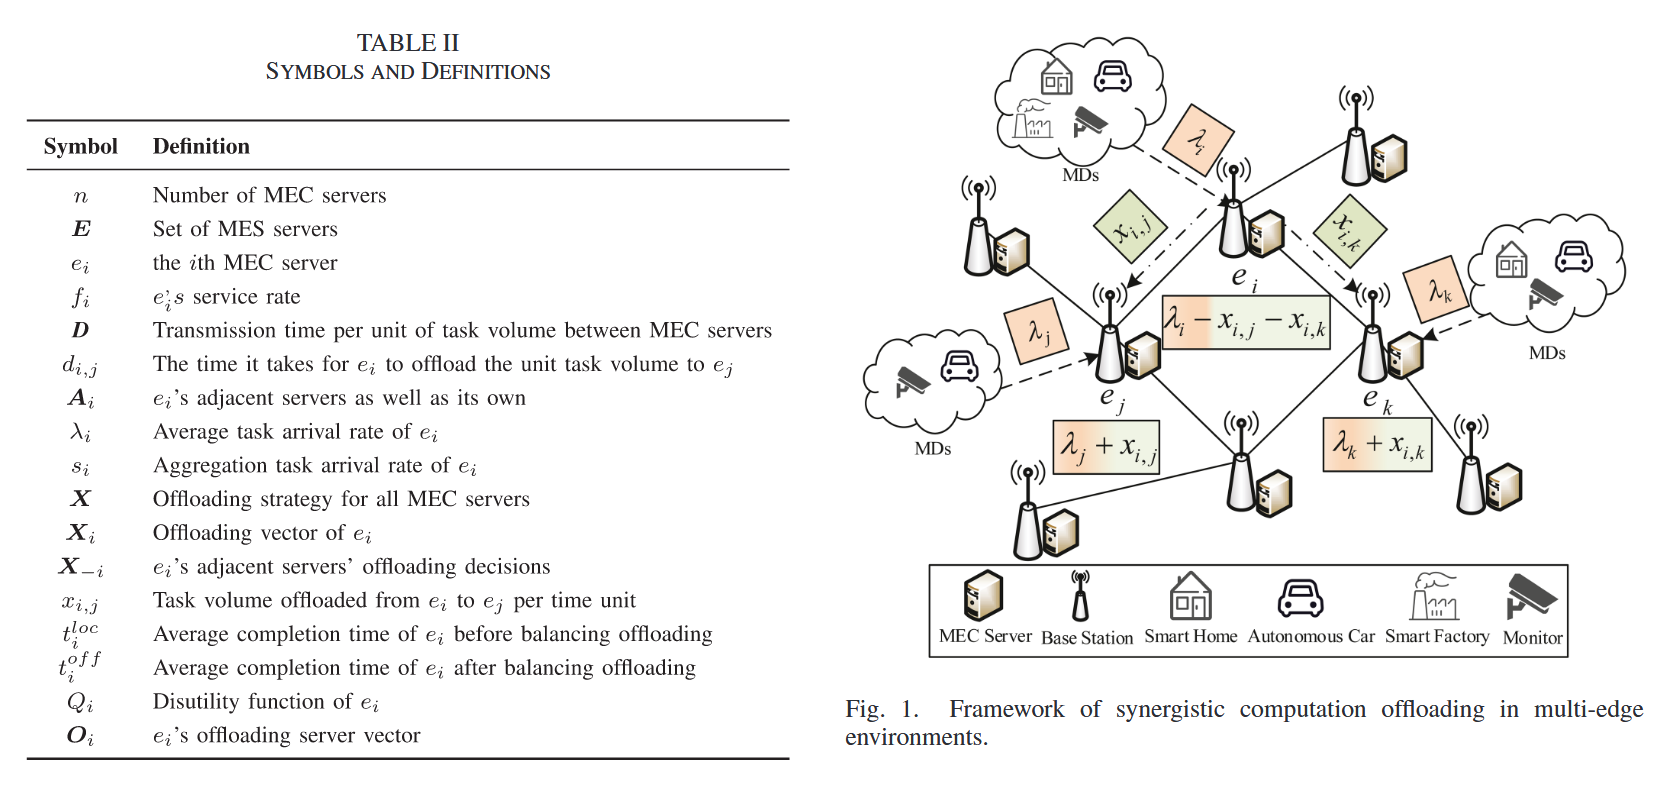 TABLE II
SYMBOLS AND DEFINITIONS
Symbol Definition
n Number of MEC servers
E Set of MES servers
e_i the ith MEC server
f_i e_i's service rate
D Transmission time per unit of task volume between MEC servers
d_{i,j} The time it takes for e_i to offload the unit task volume to e_j
A_i e_i's adjacent servers as well as its own
λ_i Average task arrival rate of e_i
s_i Aggregation task arrival rate of e_i
X Offloading strategy for all MEC servers
X_i Offloading vector of e_i
X_{−i} e_i's adjacent servers' offloading decisions
x_{i,j} Task volume offloaded from e_i to e_j per time unit
t_i^{loc} Average completion time of e_i before balancing offloading
t_i^{off} Average completion time of e_i after balancing offloading
Q_i Disutility function of e_i
O_i e_i's offloading server vector
λ_i
MDs
x_{i,j}
x_{i,k}
e_i
λ_k
λ_i − x_{i,j} − x_{i,k}
λ_j
MDs
e_j
e_k
MDs
λ_j + x_{i,j}
λ_k + x_{i,k}
MEC Server Base Station Smart Home Autonomous Car Smart Factory Monitor
Fig. 1. Framework of synergistic computation offloading in multi-edge
environments.